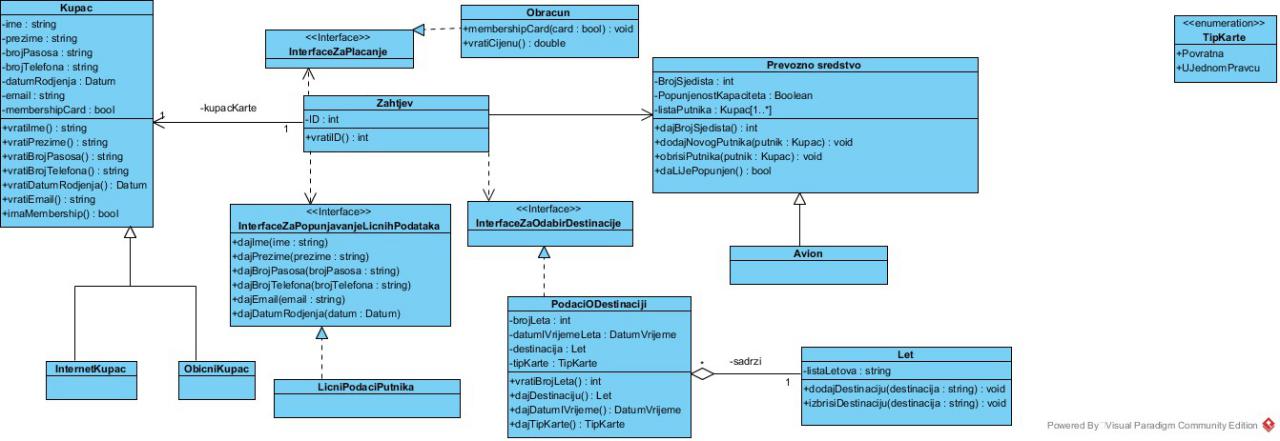 Kupac
-ime : string
-prezime : string
-brojPasosa : string
-brojTelefona : string
-datumRodjenja : Datum
-email : string
-membershipCard : bool
+vratiIme() : string
+vratiPrezime() : string
+vratiBrojPasosa() : string
+vratiBrojTelefona() : string
+vratiDatumRodjenja() : Datum
+vratiEmail() : string
+imaMembership() : bool
InternetKupac
ObicniKupac
-kupacKarte
1
1
<<Interface>>
InterfaceZaPlacanje
Obracun
+membershipCard(card : bool) : void
+vratiCijenu() : double
Zahtjev
-ID : int
+vratiID() : int
<<Interface>>
InterfaceZaPopunjavanjeLicnihPodataka
+dajIme(ime : string)
+dajPrezime(prezime : string)
+dajBrojPasosa(brojPasosa : string)
+dajBrojTelefona(brojTelefona : string)
+dajEmail(email : string)
+dajDatumRodjenja(datum : Datum)
LicniPodaciPutnika
<<Interface>>
InterfaceZaOdabirDestinacije
PodaciODestinaciji
-brojLeta : int
-datumIVrijemeLeta : DatumVrijeme
-destinacija : Let
-tipKarte : TipKarte
+vratiBrojLeta() : int
+dajDestinaciju() : Let
+dajDatumIVrijeme() : DatumVrijeme
+dajTipKarte() : TipKarte
*
-sadrzi
1
Let
-listaLetova : string
+dodajDestinaciju(destinacija : string) : void
+izbrisiDestinaciju(destinacija : string) : void
Prevozno sredstvo
-BrojSjedista : int
-PopunjenostKapaciteta : Boolean
-listaPutnika : Kupac[1..*]
+dajBrojSjedista() : int
+dodajNovogPutnika(putnik : Kupac) : void
+obrisiPutnika(putnik : Kupac) : void
+daLiJePopunjen() : bool
Avion
<<enumeration>>
TipKarte
+Povratna
+UJednomPravcu
Powered By Visual Paradigm Community Edition